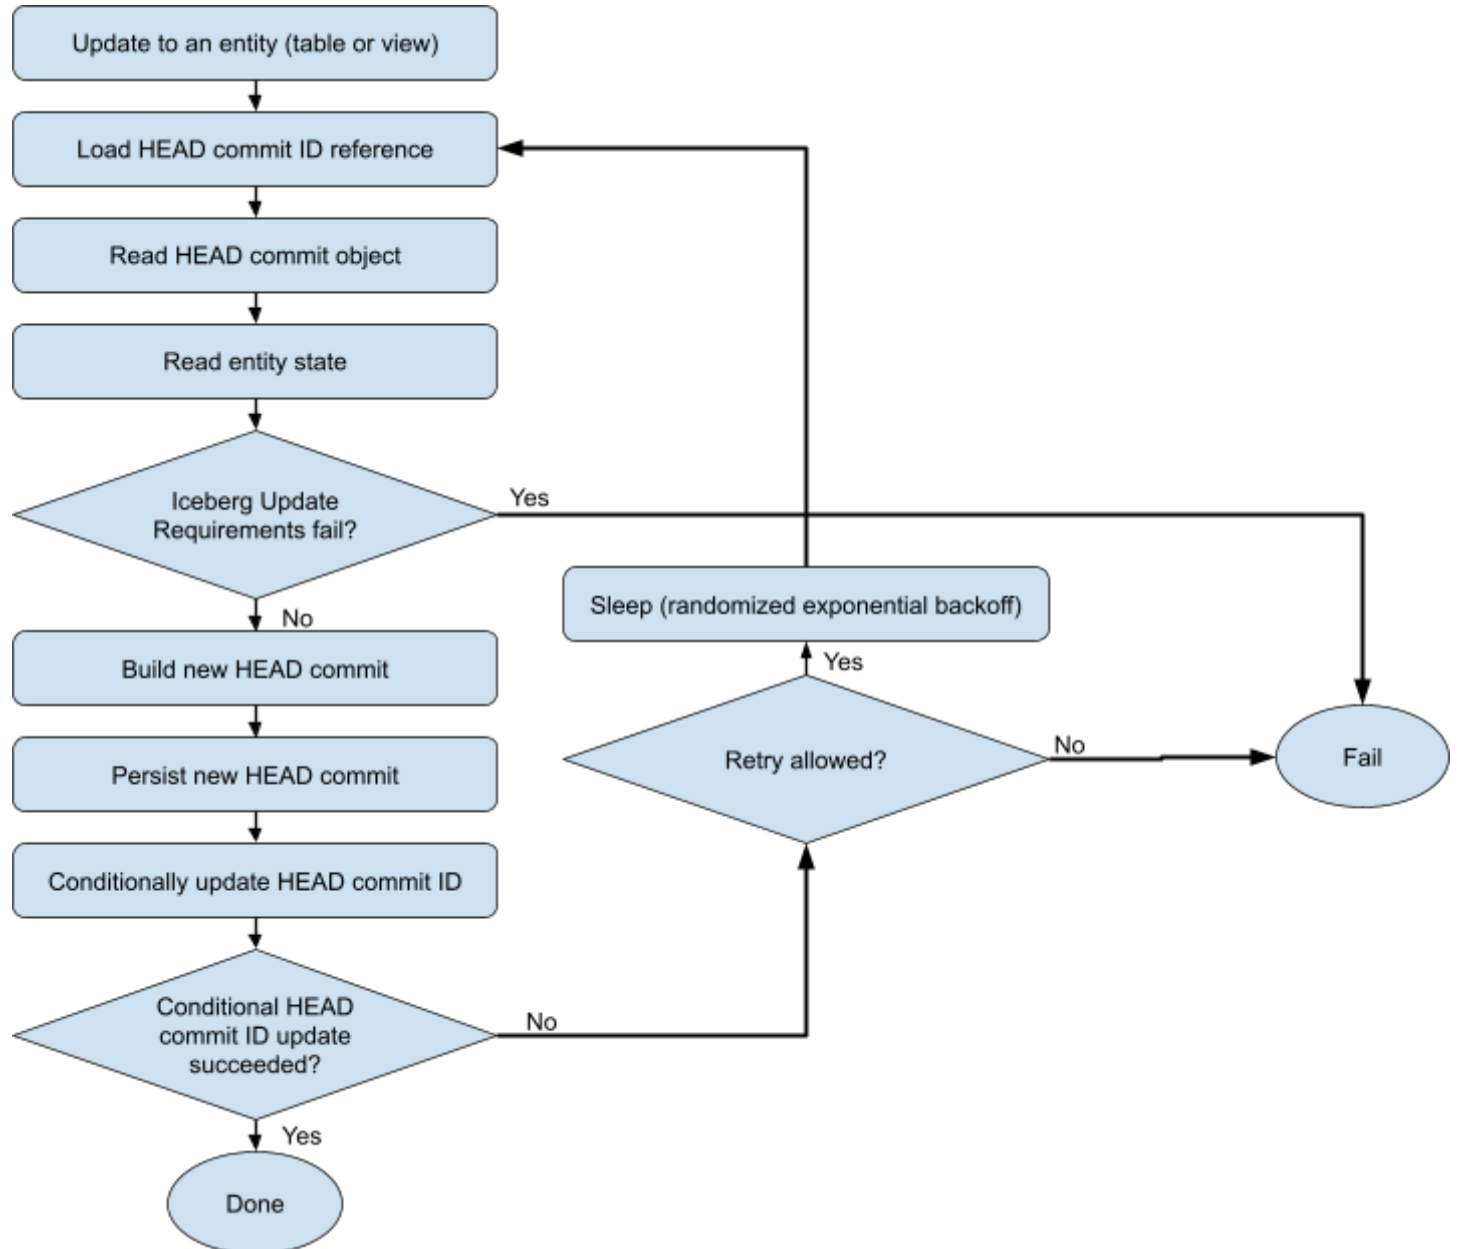 Update to an entity (table or view)
Load HEAD commit ID reference
Read HEAD commit object
Read entity state
Iceberg Update
Requirements fail?
Yes
No
Sleep (randomized exponential backoff)
Yes
Build new HEAD commit
Retry allowed?
No
Fail
Persist new HEAD commit
Conditionally update HEAD commit ID
Conditional HEAD
commit ID update
succeeded?
No
Yes
Done